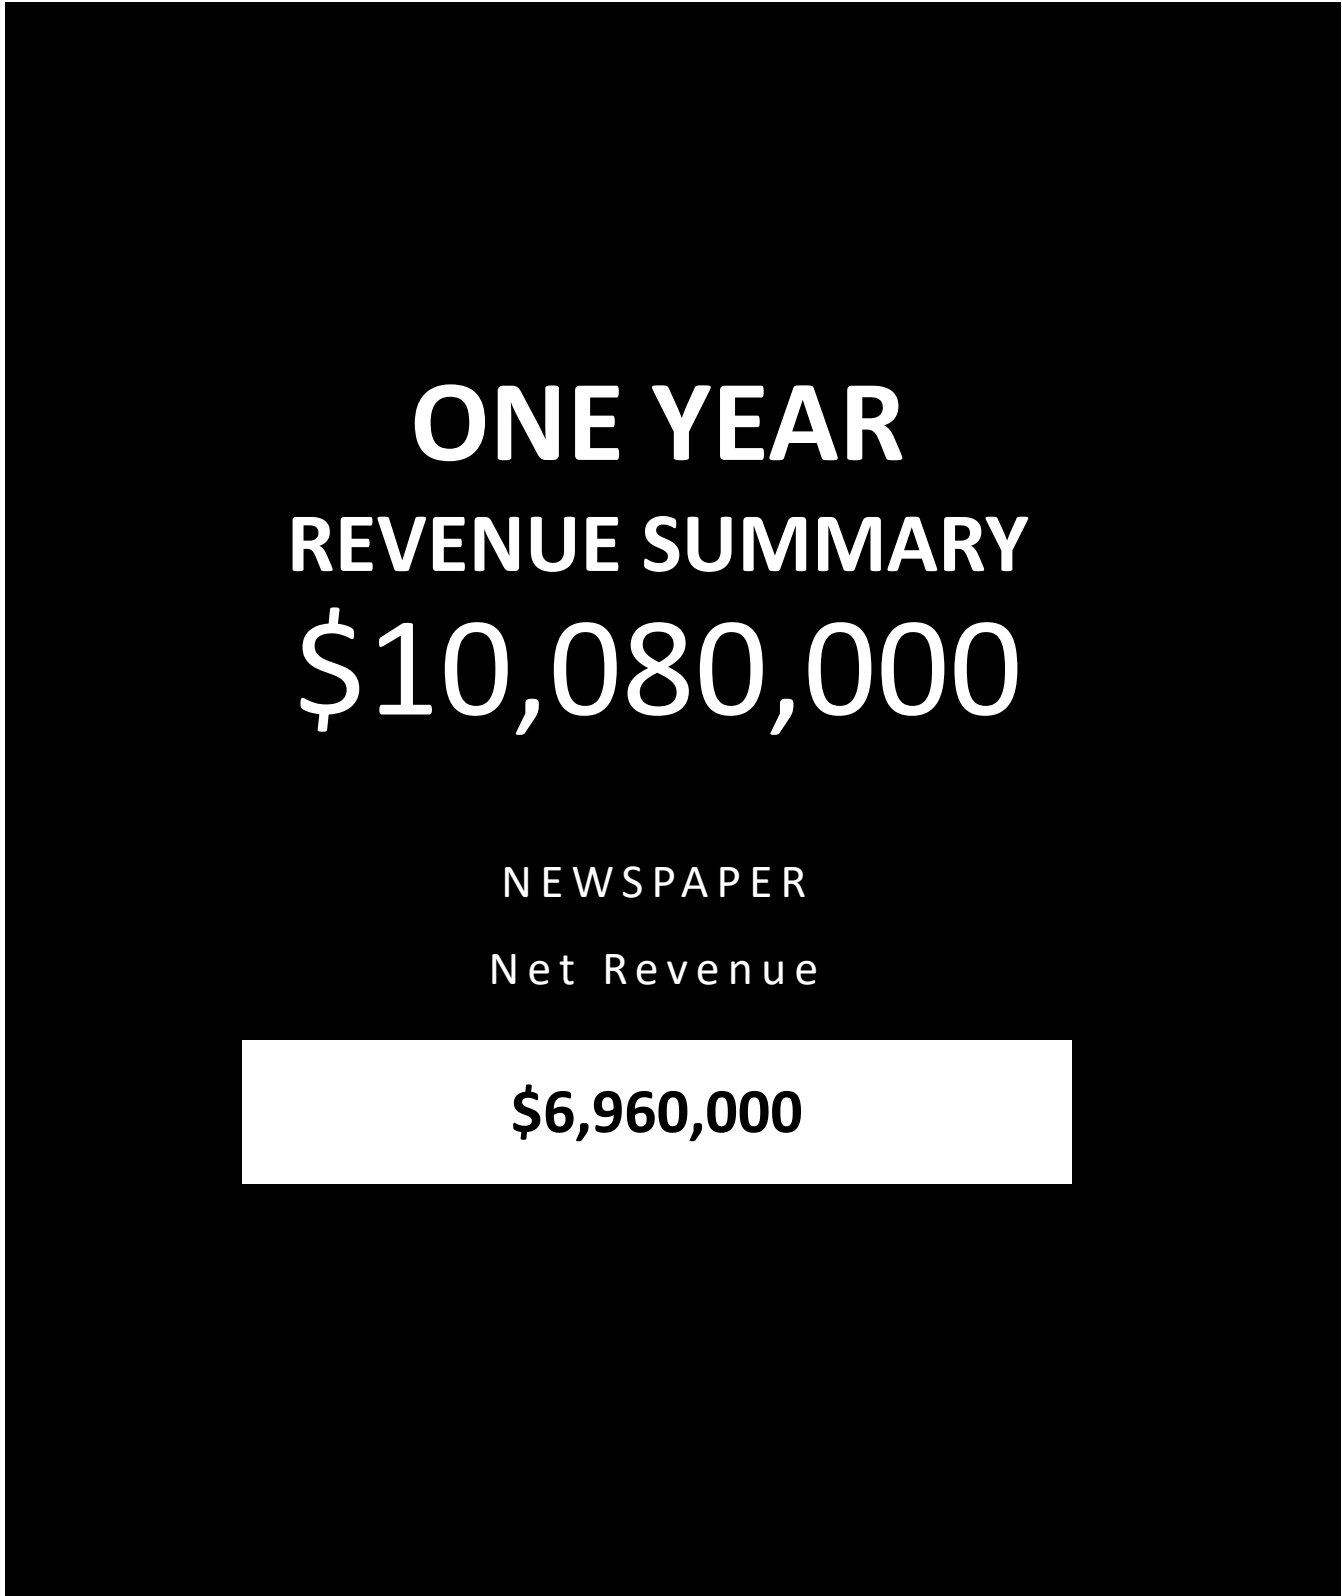 ONE YEAR
REVENUE SUMMARY
$10,080,000
NEWSPAPER
Net Revenue
$6,960,000